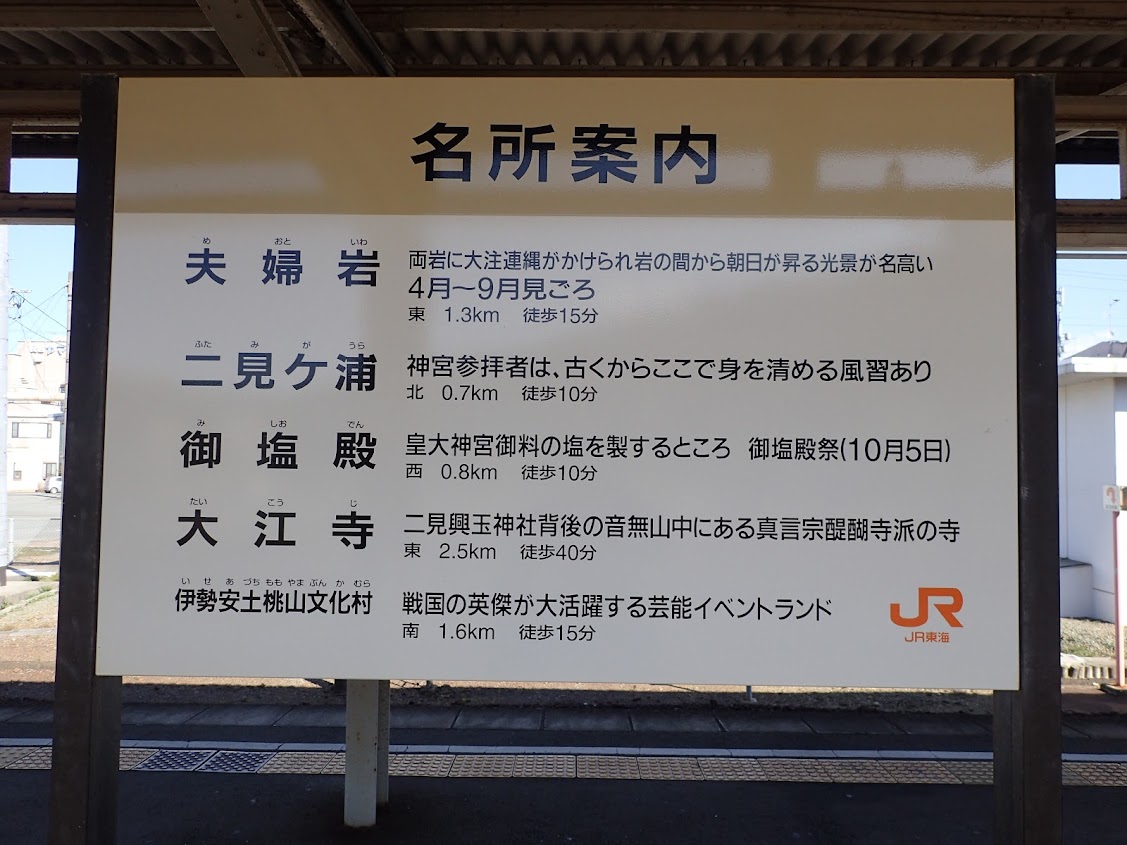 名所案内
め おと いわ
夫婦岩
両岩に大注連縄がかけられ岩の間から朝日が昇る光景が名高い
4月～9月見ごろ
東 1.3km 徒歩15分
ふた み が うら
二見ケ浦
神宮参拝者は、古くからここで身を清める風習あり
北 0.7km 徒歩10分
み しお でん
御塩殿
皇大神宮御料の塩を製するところ 御塩殿祭(10月5日)
西 0.8km 徒歩10分
たい こう じ
大江寺
二見興玉神社背後の音無山中にある真言宗醍醐寺派の寺
東 2.5km 徒歩40分
い せ あ づち もも やま ぶん か むら
伊勢安土桃山文化村
戦国の英傑が大活躍する芸能イベントランド
南 1.6km 徒歩15分
JR
JR東海